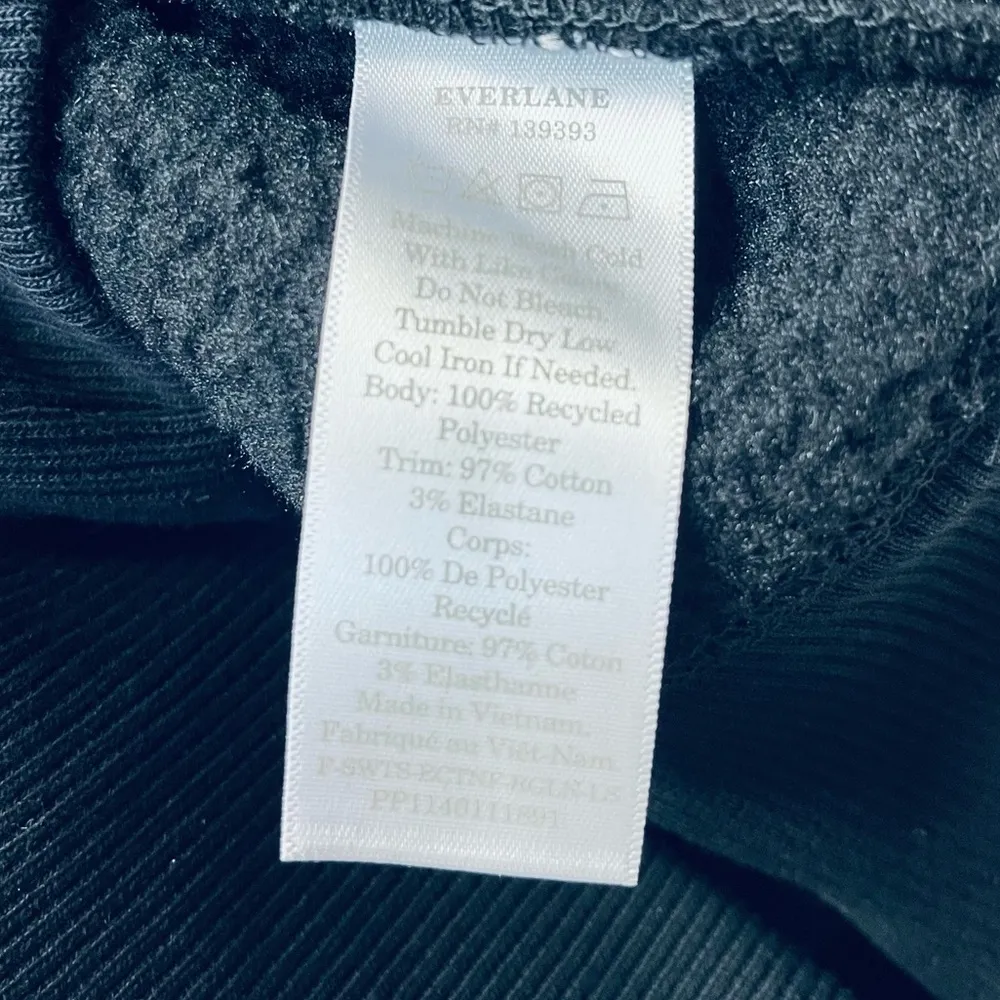 EVERLANE
RN# 139393
Machine Wash Cold
With Like
Do Not Bleach
Tumble Dry Low.
Cool Iron If Needed.
Body: 100% Recycled
Polyester
Trim: 97% Cotton
3% Elastane
Corps:
100% De Polyester
Recyclé
Garniture: 97% Coton
3% Elasthanne
Made in Vietnam.
Fabriqué au Viêt-Nam